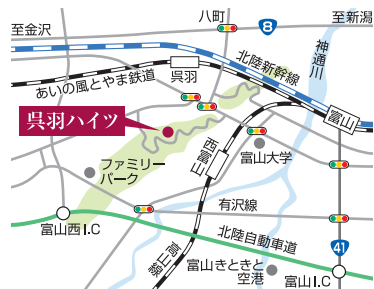 八町
8
至新潟
至金沢
神通川
北陸新幹線
呉羽
あいの風とやま鉄道
富山
呉羽ハイツ
西富山
富山大学
ファミリー
パーク
有沢線
富山西I.C
北陸自動車道
高山線
41
富山きときと
空港
富山I.C